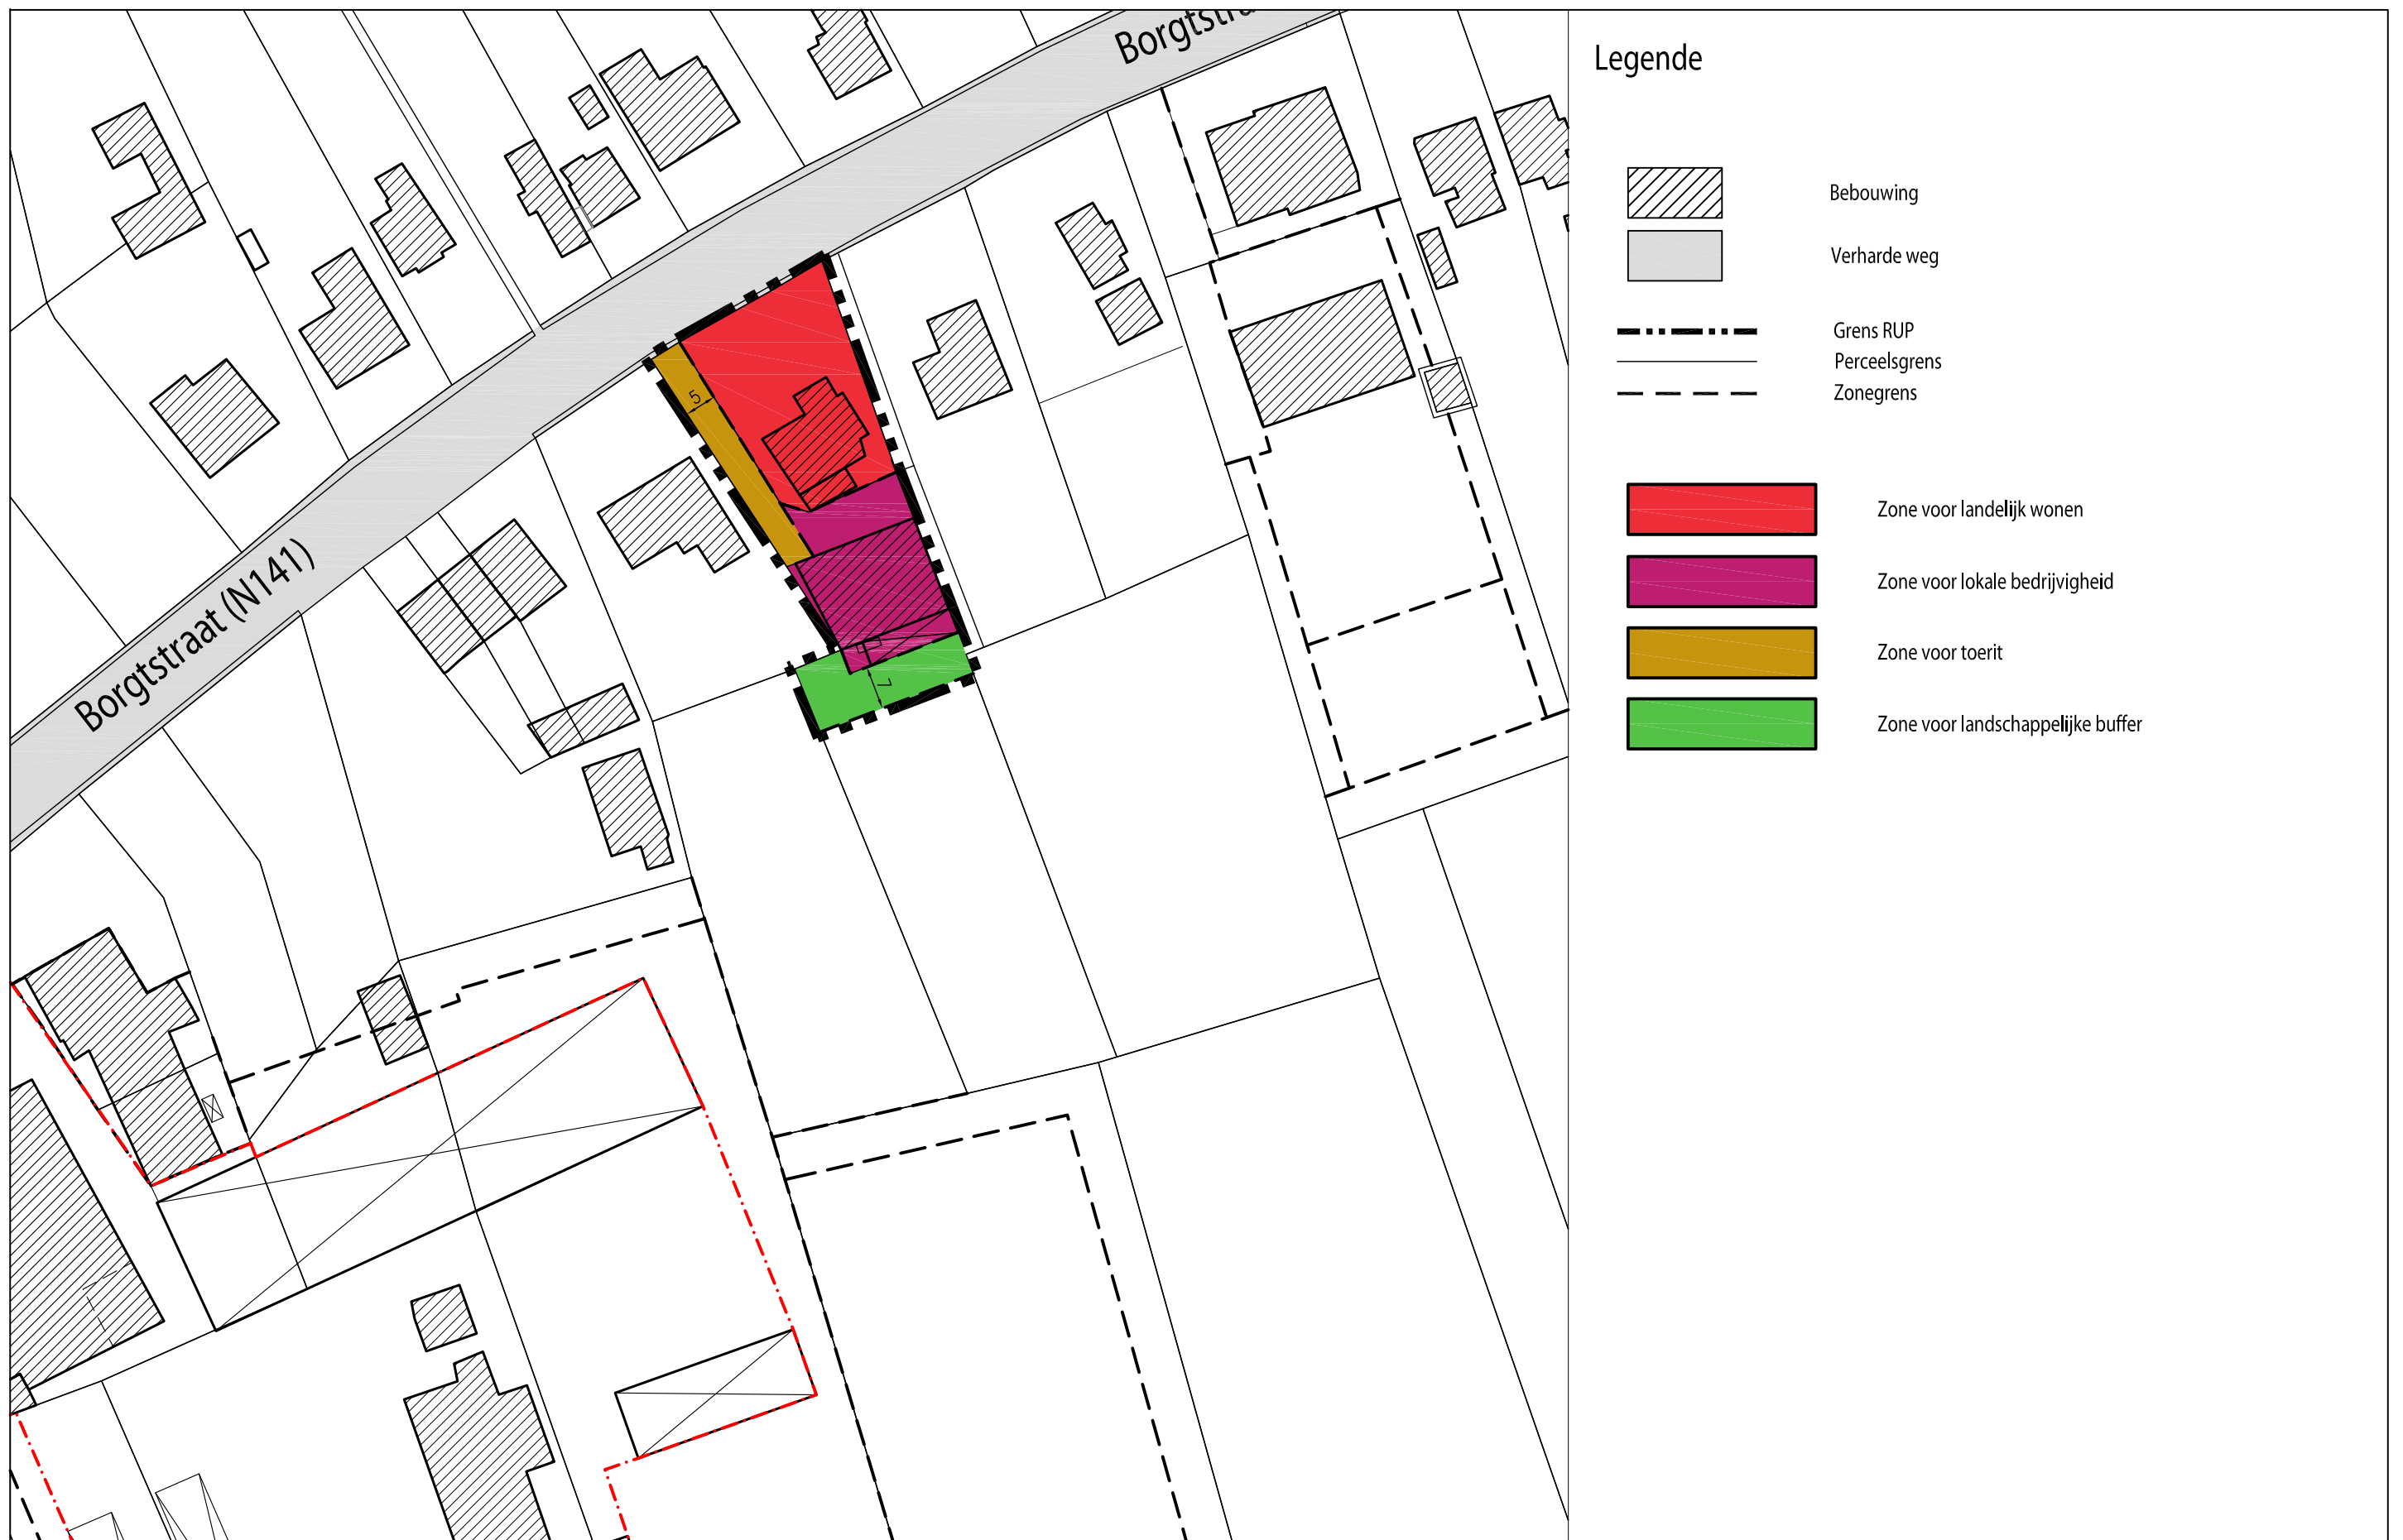 Borgtstra
Legende
Bebouwing
Verharde weg
Grens RUP
Perceelsgrens
Zonegrens
5
Zone voor landelijk wonen
Zone voor lokale bedrijvigheid
Borgtstraat (N141)
Zone voor toerit
7
Zone voor landschappelijke buffer